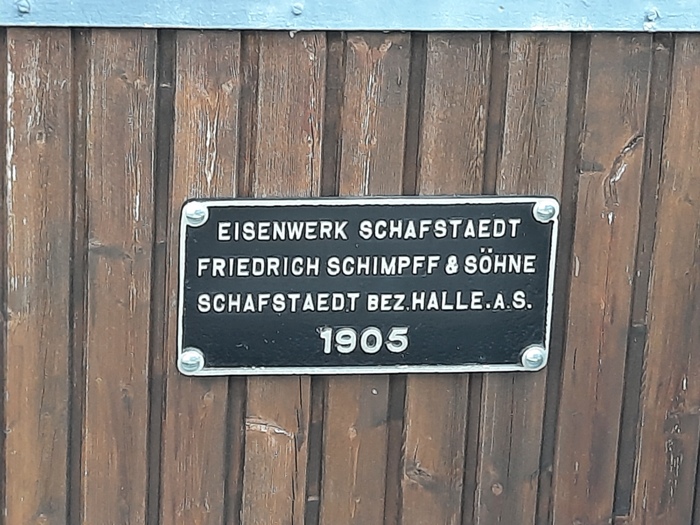 EISENWERK SCHAFSTAEDT
FRIEDRICH SCHIMPFF & SÖHNE
SCHAFSTAEDT BEZ.HALLE.A.S.
1905